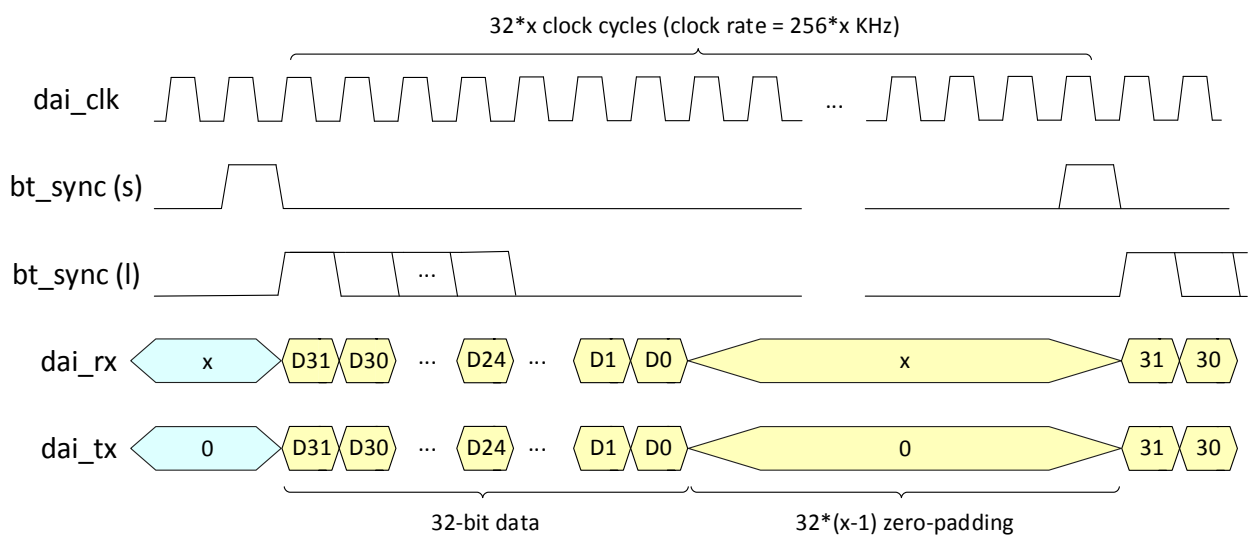 32*x clock cycles (clock rate = 256*x KHz)
dai_clk
...
bt_sync (s)
bt_sync (l)
...
dai_rx x D31 D30 ... D24 ... D1 D0 x 31 30
dai_tx 0 D31 D30 ... D24 ... D1 D0 0 31 30
32-bit data 32*(x-1) zero-padding